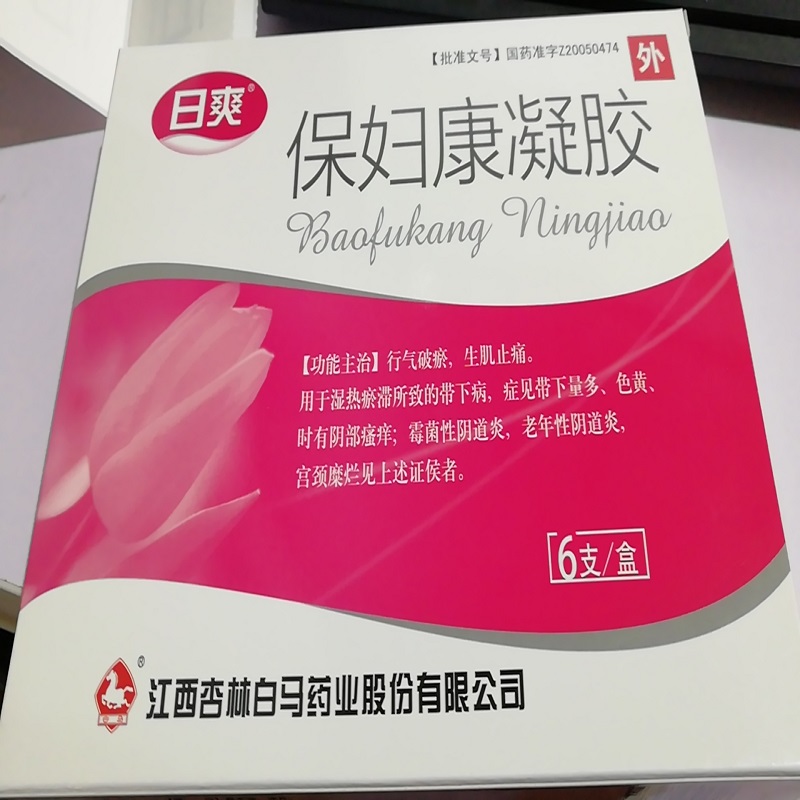 【批准文号】国药准字Z20050474
外
日爽®
保妇康凝胶
Baofukang Ningjiao
【功能主治】行气破瘀，生肌止痛。
用于湿热瘀滞所致的带下病，症见带下量多、色黄、
时有阴部瘙痒；霉菌性阴道炎，老年性阴道炎，
宫颈糜烂见上述证侯者。
6支/盒
®
江西杏林白马药业股份有限公司